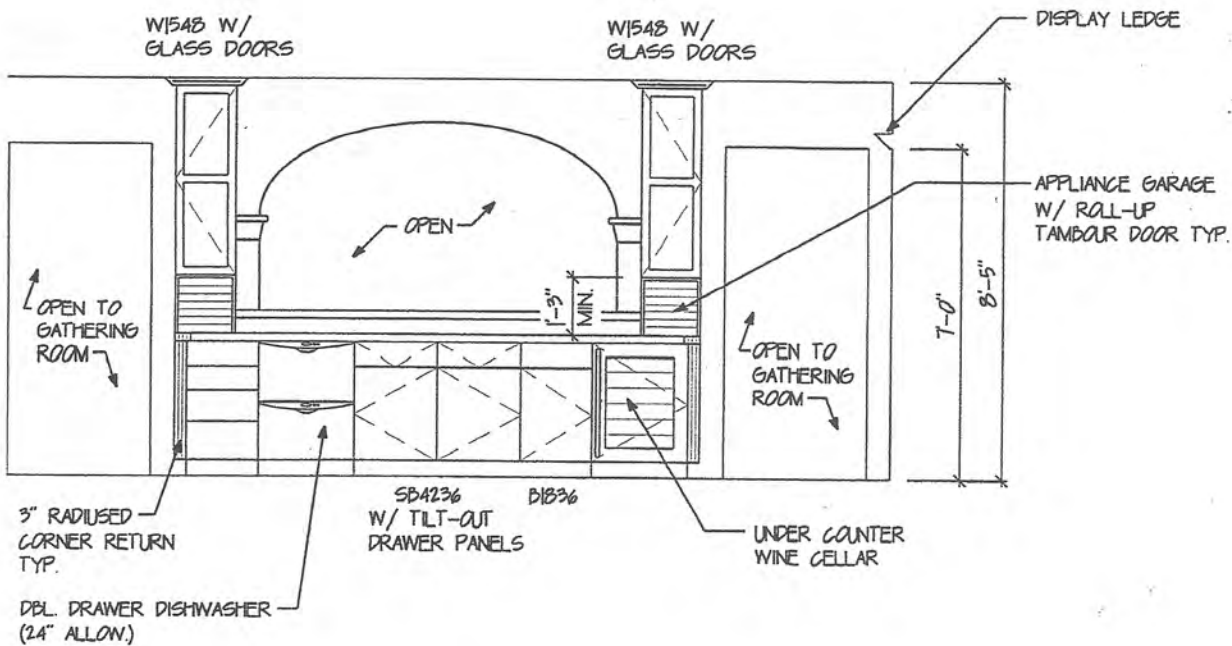 W1548 W/
GLASS DOORS
W1548 W/
GLASS DOORS
DISPLAY LEDGE
APPLIANCE GARAGE
W/ ROLL-UP
TAMBOUR DOOR TYP.
OPEN
1'-3"
MIN.
7'-0"
8'-5"
OPEN TO
GATHERING
ROOM
OPEN TO
GATHERING
ROOM
SB4236
W/ TILT-OUT
DRAWER PANELS
B1836
3" RADIUSED
CORNER RETURN
TYP.
UNDER COUNTER
WINE CELLAR
DBL. DRAWER DISHWASHER
(24" ALLOW.)